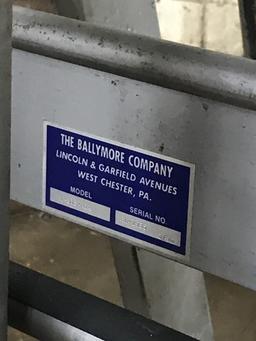 THE BALLYMORE COMPANY
LINCOLN & GARFIELD AVENUES
WEST CHESTER, PA.
MODEL
SERIAL NO.